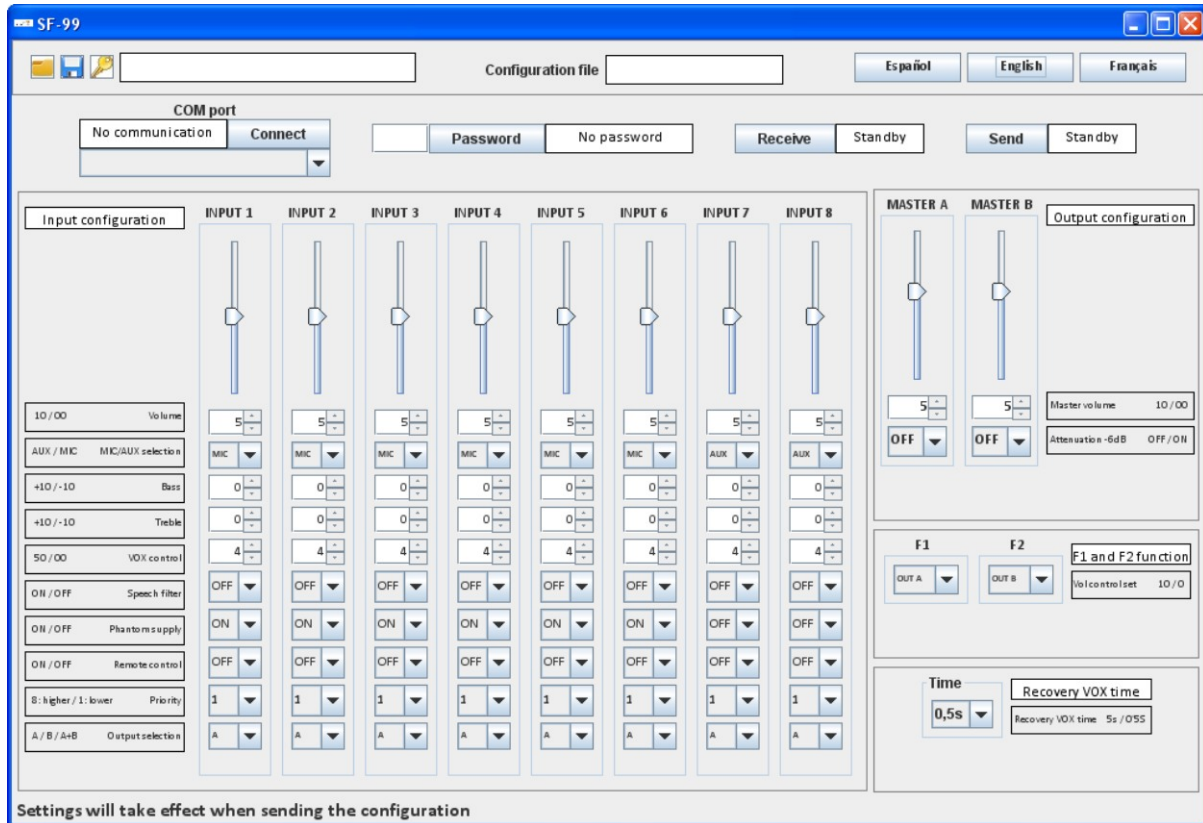 SF-99
Configuration file
Español English Français
COM port
No communication Connect Password No password Receive Standby Send Standby
Input configuration INPUT 1 INPUT 2 INPUT 3 INPUT 4 INPUT 5 INPUT 6 INPUT 7 INPUT 8
10/00 Volume 5 5 5 5 5 5 5 5
AUX / MIC MIC/AUX selection MIC MIC MIC MIC MIC MIC AUX AUX
+10/-10 Bass 0 0 0 0 0 0 0 0
+10/-10 Treble 0 0 0 0 0 0 0 0
50/00 VOX control 4 4 4 4 4 4 4 4
ON / OFF Speech filter OFF OFF OFF OFF OFF OFF OFF OFF
ON / OFF Phantom supply ON ON ON ON ON ON OFF OFF
ON / OFF Remote control OFF OFF OFF OFF OFF OFF OFF OFF
8: higher / 1: lower Priority 1 1 1 1 1 1 1 1
A / B / A+B Output selection A A A A A A A A
MASTER A MASTER B Output configuration
5 5 Master volume 10/00
OFF OFF Attenuation -6dB OFF/ON
F1 F2 F1 and F2 function
OUT A OUT B Vol control set 10/0
Time Recovery VOX time
0,5s Recovery VOX time 5s /0'5S
Settings will take effect when sending the configuration